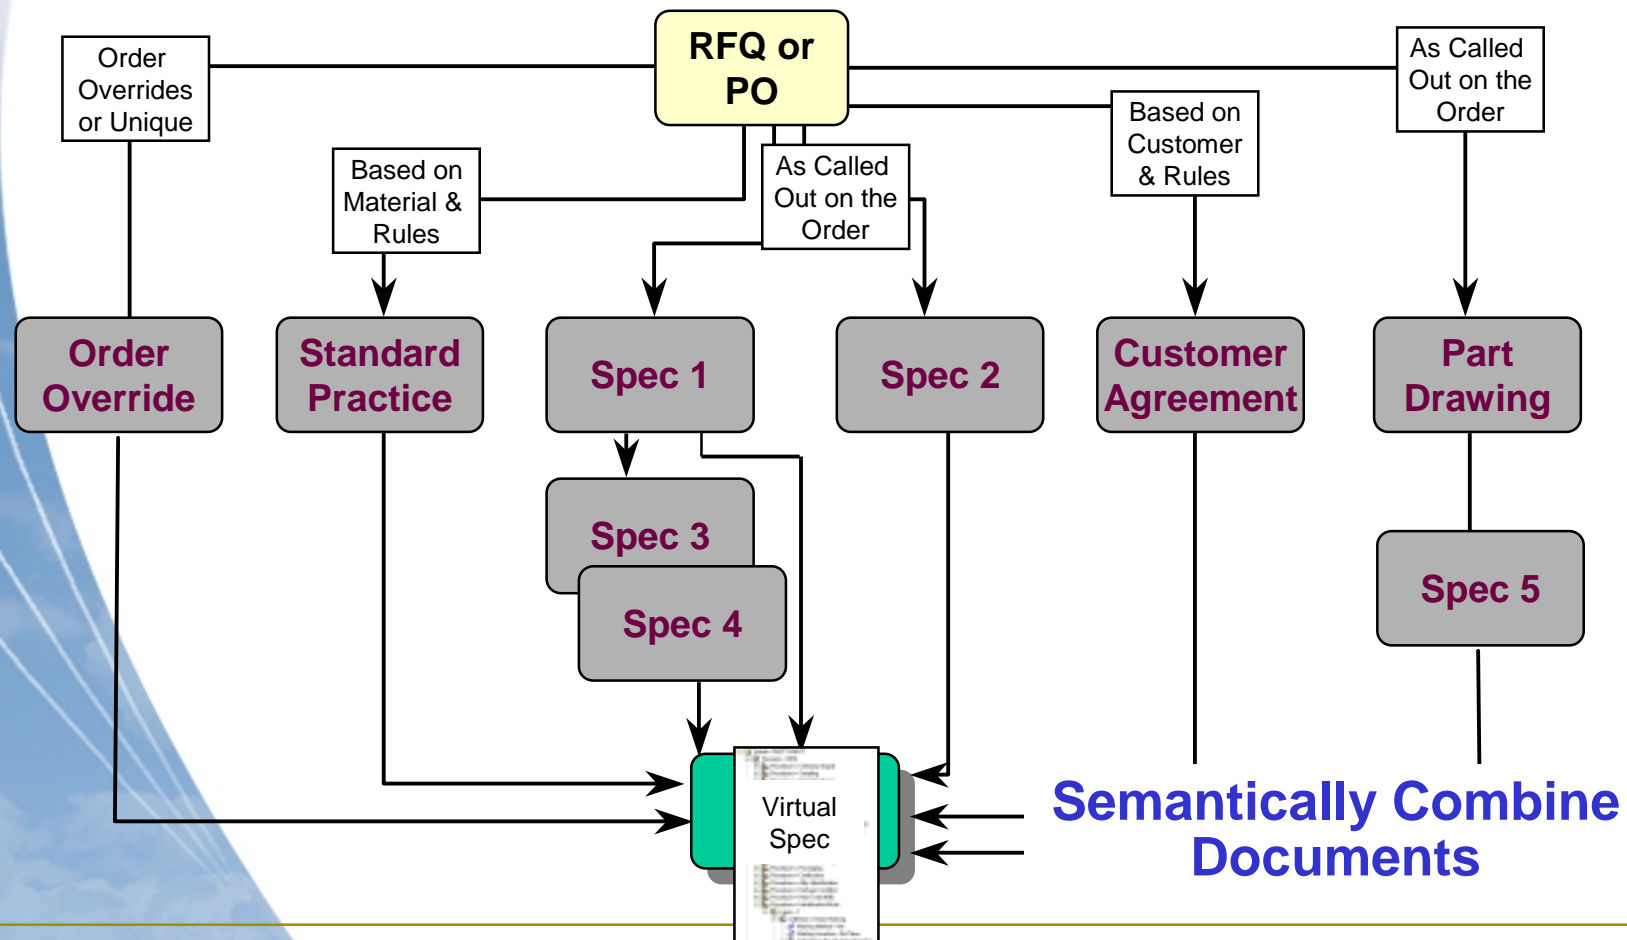 RFQ or
PO
Order
Overrides
or Unique
As Called
Out on the
Order
Based on
Customer
& Rules
Based on
Material &
Rules
As Called
Out on the
Order
Order
Override
Standard
Practice
Spec 1
Spec 2
Customer
Agreement
Part
Drawing
Spec 3
Spec 4
Spec 5
Virtual
Spec
Semantically Combine
Documents